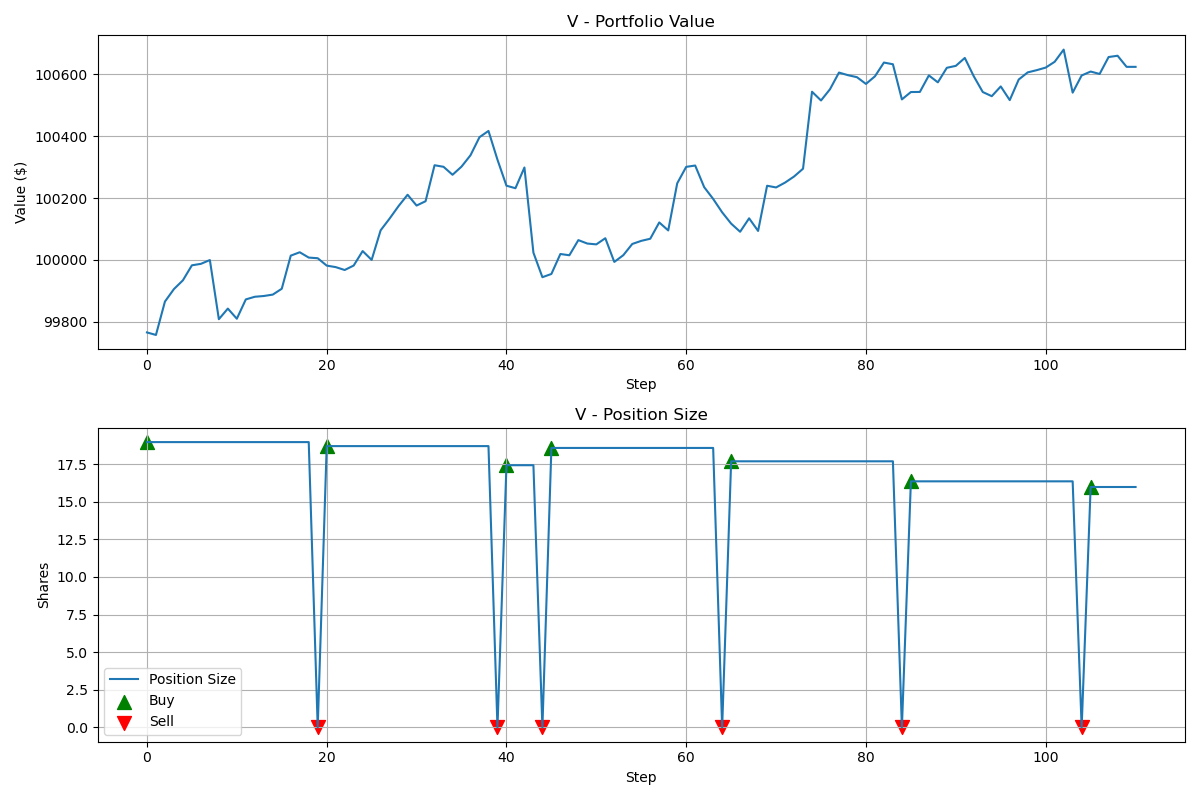 V - Portfolio Value
Value ($)
100600
100400
100200
100000
99800
0 20 40 60 80 100
Step
V - Position Size
Shares
17.5
15.0
12.5
10.0
7.5
5.0
2.5
0.0
Position Size
Buy
Sell
0 20 40 60 80 100
Step